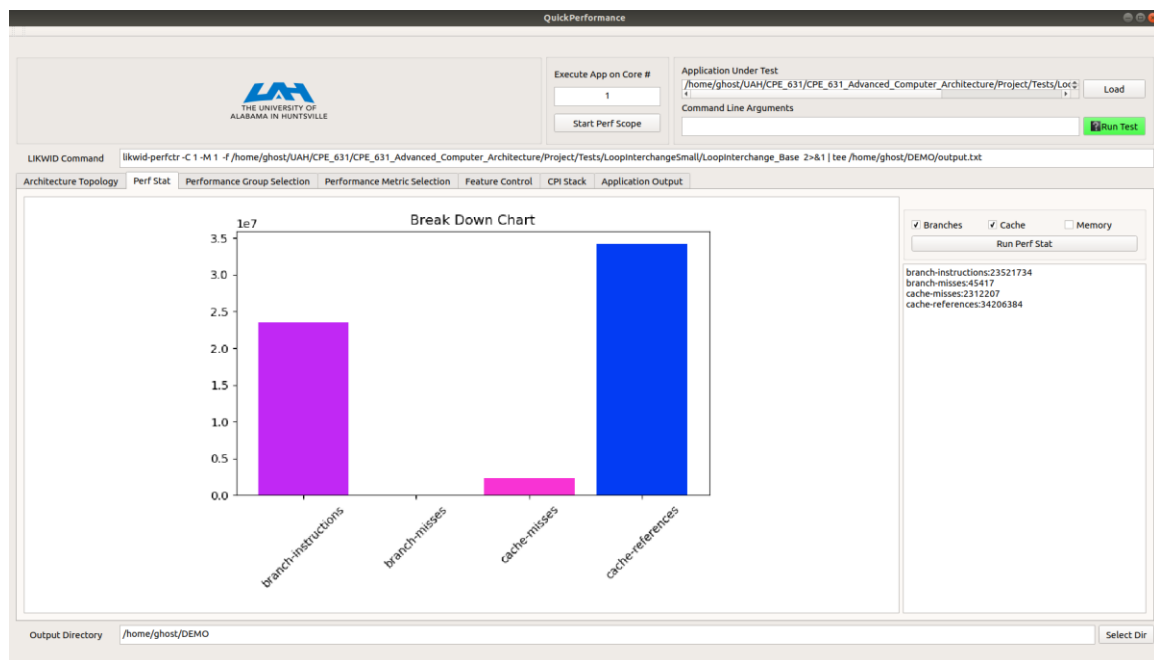 QuickPerformance
THE UNIVERSITY OF
ALABAMA IN HUNTSVILLE
Execute App on Core #
1
Start Perf Scope
Application Under Test
/home/ghost/UAH/CPE_631/CPE_631_Advanced_Computer_Architecture/Project/Tests/Loo
Load
Command Line Arguments
Run Test
LIKWID Command
likwid-perfctr -C 1 -M 1 -f /home/ghost/UAH/CPE_631/CPE_631_Advanced_Computer_Architecture/Project/Tests/LoopInterchangeSmall/LoopInterchange_Base 2>&1 | tee /home/ghost/DEMO/output.txt
Architecture Topology Perf Stat Performance Group Selection Performance Metric Selection Feature Control CPI Stack Application Output
Break Down Chart
1e7
3.5
3.0
2.5
2.0
1.5
1.0
0.5
0.0
branch-instructions
branch-misses
cache-misses
cache-references
Branches Cache Memory
Run Perf Stat
branch-instructions:23521734
branch-misses:45417
cache-misses:2312207
cache-references:34206384
Output Directory
/home/ghost/DEMO
Select Dir